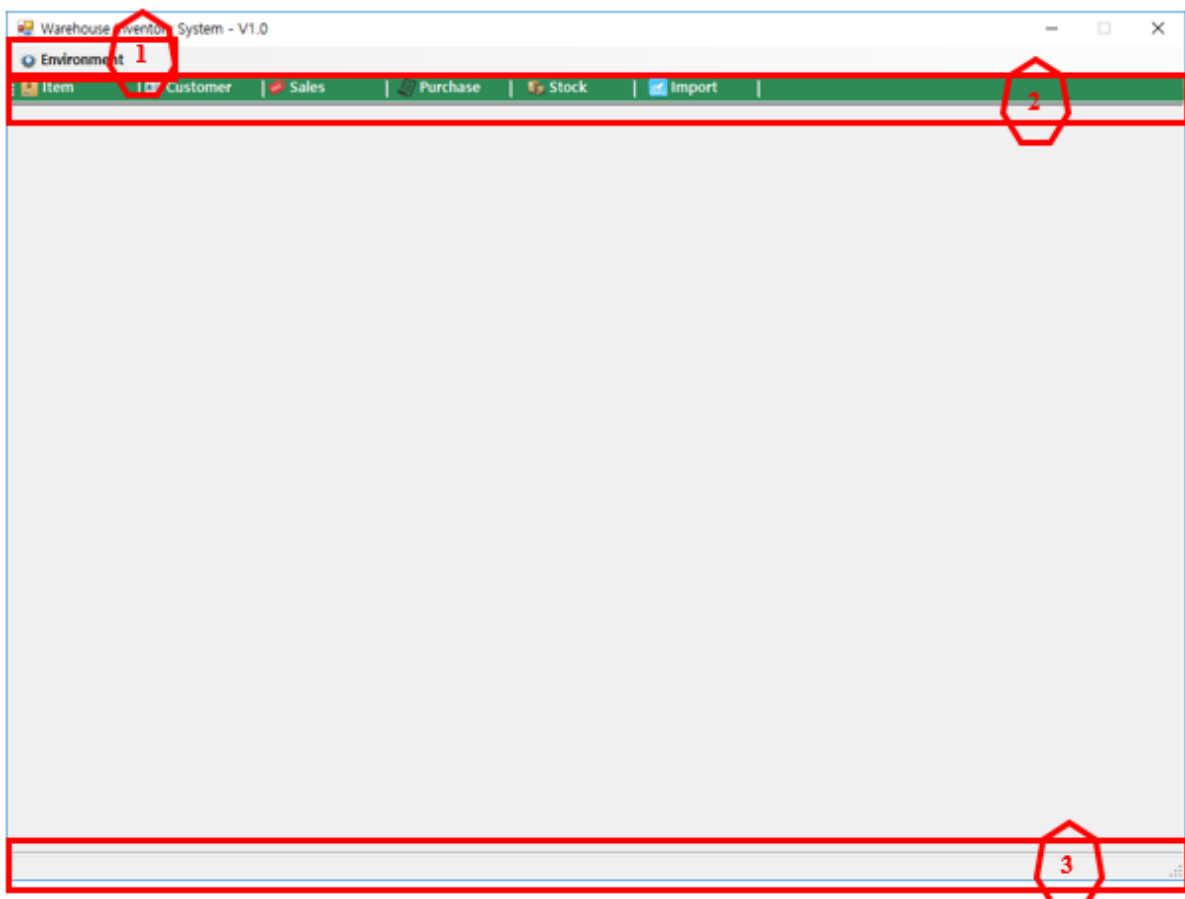 Warehouse Inventory System - V1.0
Environment 1
Item Customer Sales Purchase Stock Import
2
3